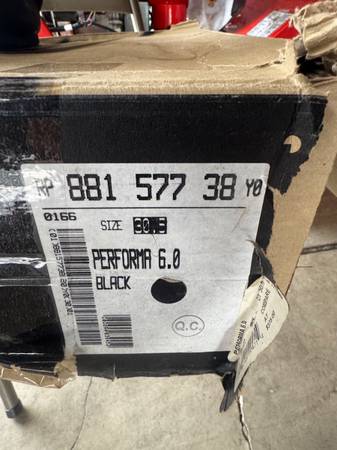 RP 881 577 38 Y0
0166
SIZE 30.5
PERFORMA 6.0
BLACK
Q.C.